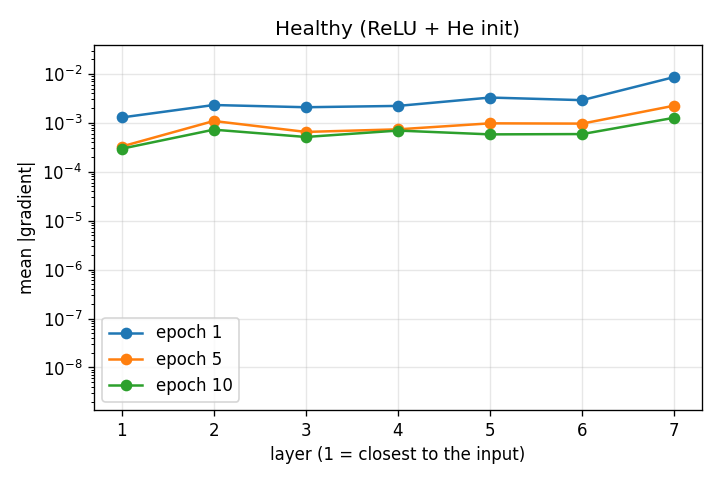 Healthy (ReLU + He init)
mean |gradient|
10⁻²
10⁻³
10⁻⁴
10⁻⁵
10⁻⁶
10⁻⁷
10⁻⁸
epoch 1
epoch 5
epoch 10
1 2 3 4 5 6 7
layer (1 = closest to the input)